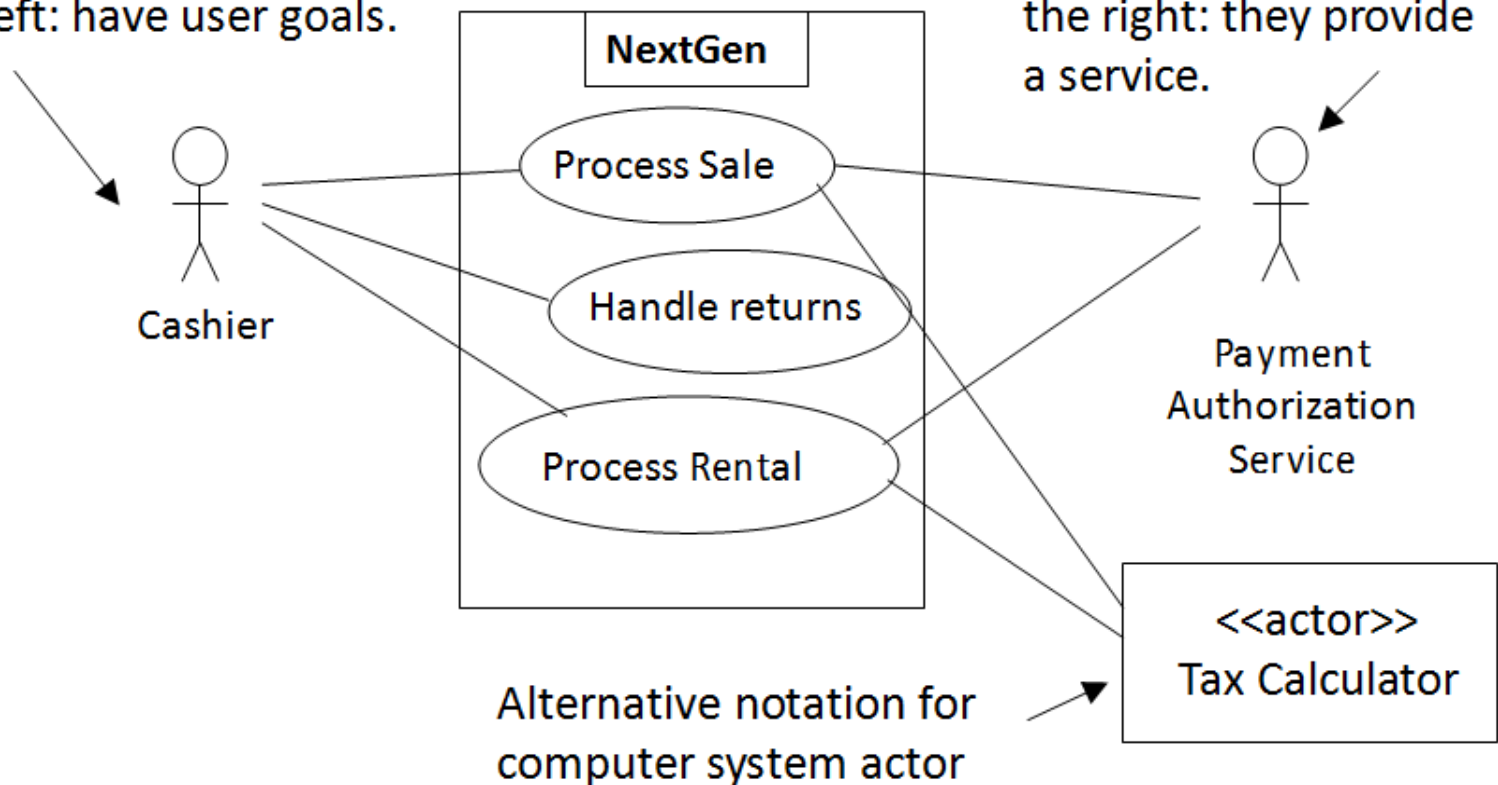 eft: have user goals.
the right: they provide
a service.
NextGen
Process Sale
Handle returns
Process Rental
Cashier
Payment
Authorization
Service
<<actor>>
Tax Calculator
Alternative notation for
computer system actor